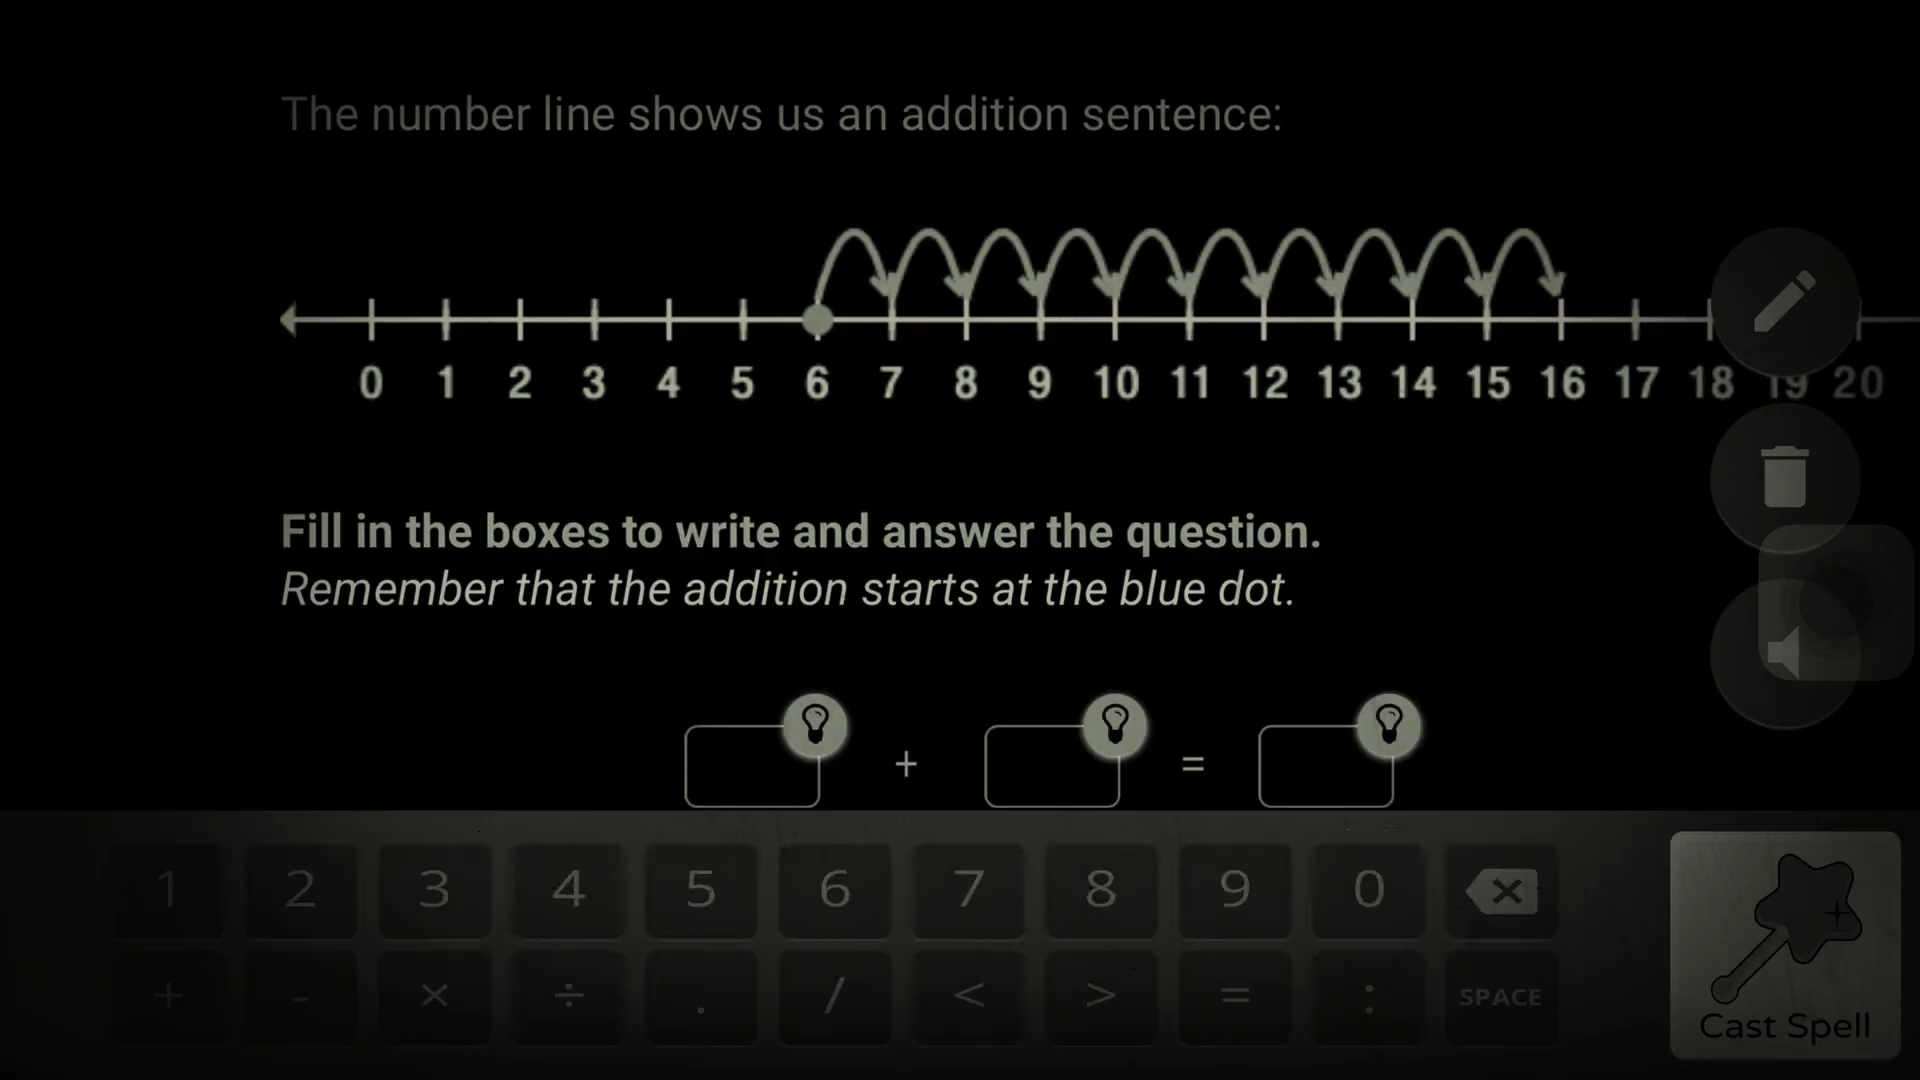 The number line shows us an addition sentence:
0 1 2 3 4 5 6 7 8 9 10 11 12 13 14 15 16 17 18 19 20
Fill in the boxes to write and answer the question.
Remember that the addition starts at the blue dot.
+ =
1 2 3 4 5 6 7 8 9 0
+ - × ÷ . / < > = : SPACE
Cast Spell